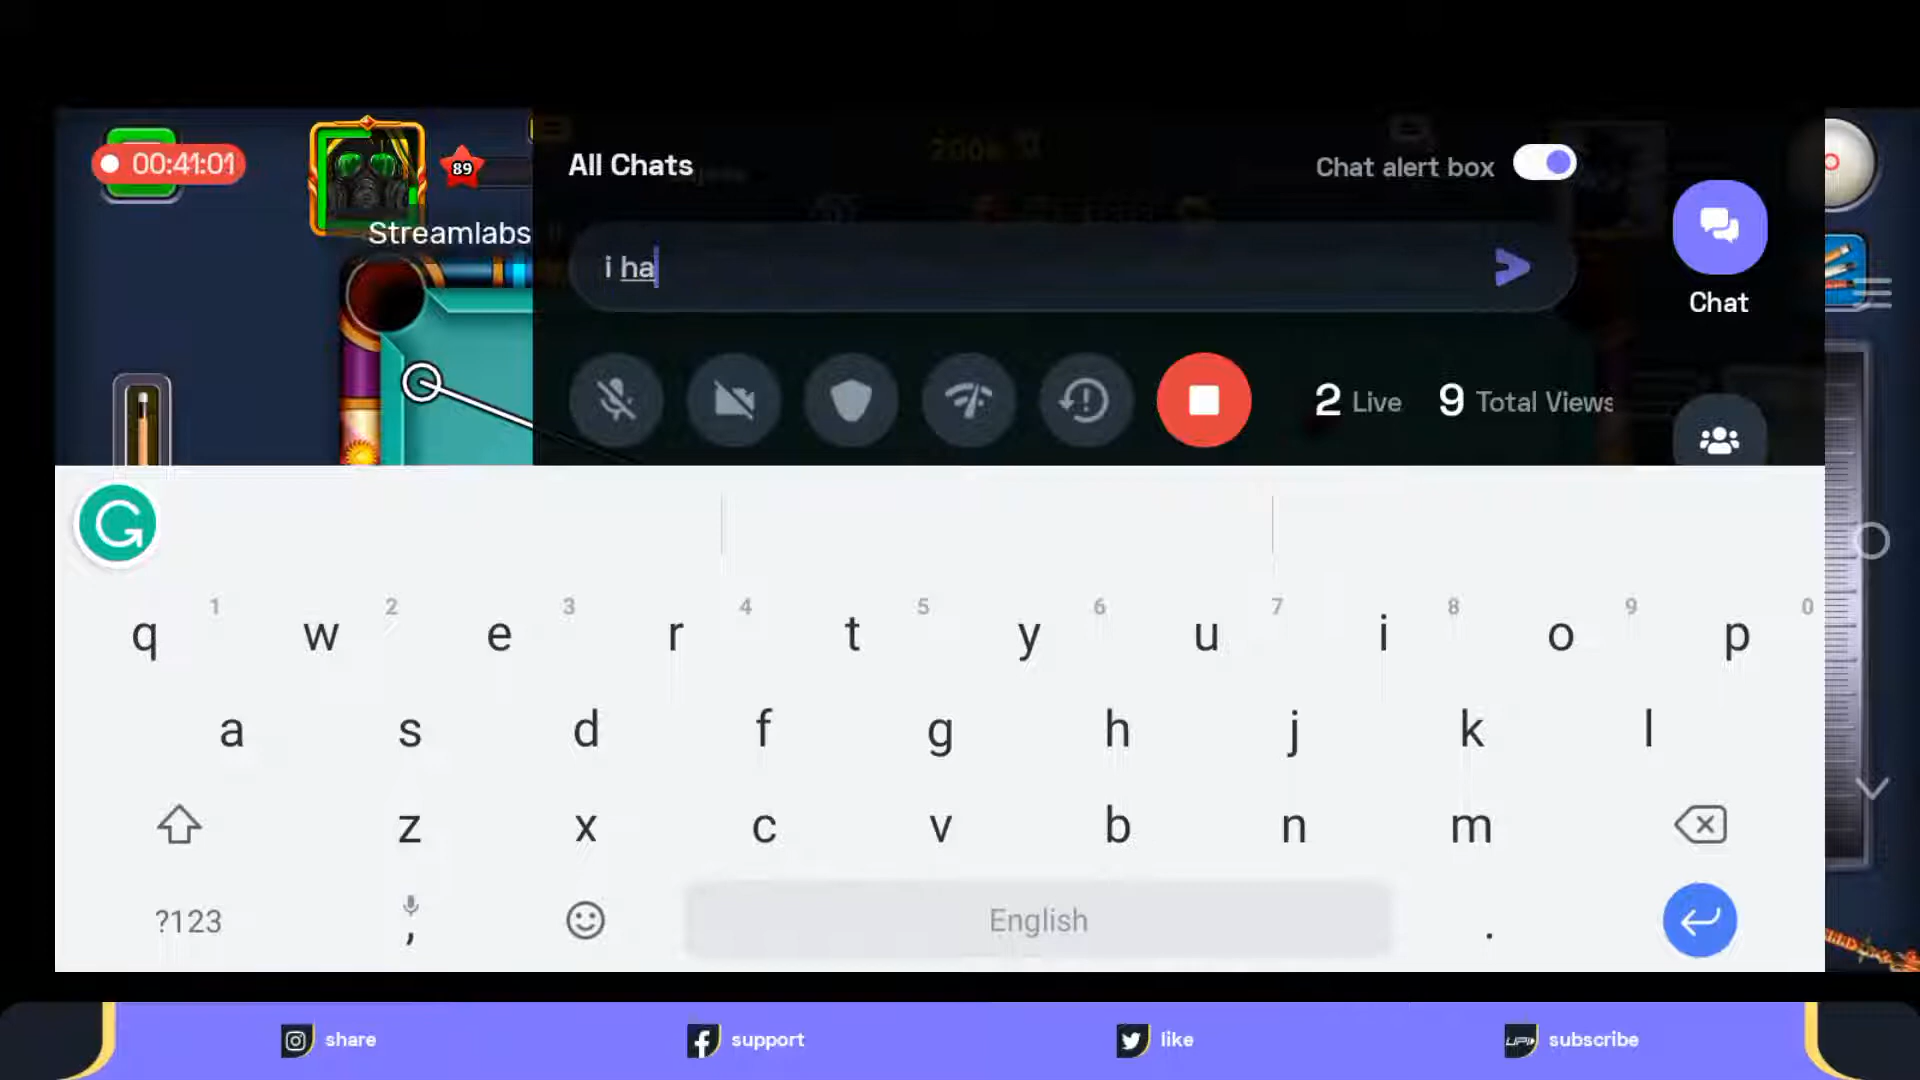 00:41:01
89
All Chats
Chat alert box
Streamlabs
i ha
Chat
2 Live 9 Total Views
1 2 3 4 5 6 7 8 9 0
q w e r t y u i o p
a s d f g h j k l
z x c v b n m
?123 , English .
share support like subscribe